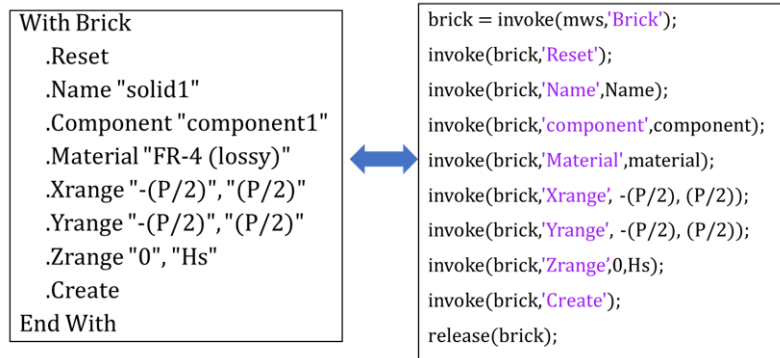 With Brick
.Reset
.Name "solid1"
.Component "component1"
.Material "FR-4 (lossy)"
.Xrange "-(P/2)", "(P/2)"
.Yrange "-(P/2)", "(P/2)"
.Zrange "0", "Hs"
.Create
End With
brick = invoke(mws,'Brick');
invoke(brick,'Reset');
invoke(brick,'Name',Name);
invoke(brick,'component',component);
invoke(brick,'Material',material);
invoke(brick,'Xrange', -(P/2), (P/2));
invoke(brick,'Yrange', -(P/2), (P/2));
invoke(brick,'Zrange',0,Hs);
invoke(brick,'Create');
release(brick);